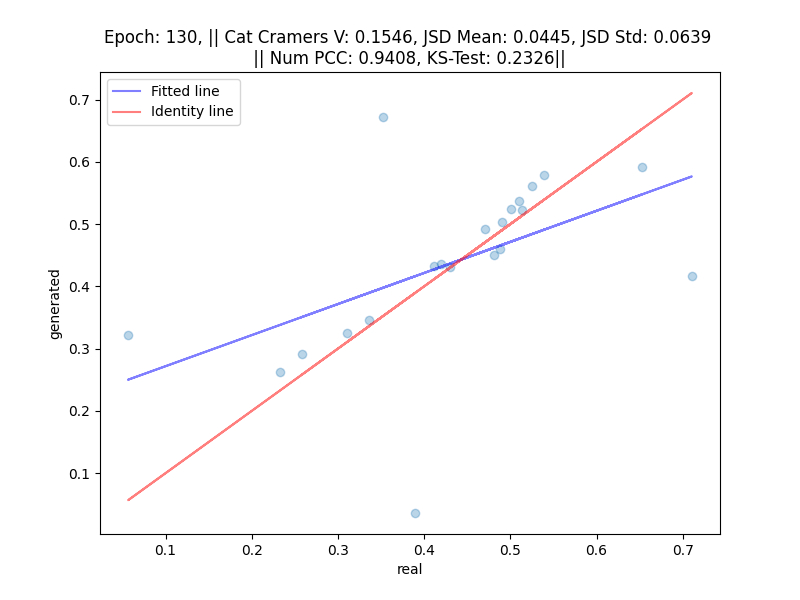 Epoch: 130, || Cat Cramers V: 0.1546, JSD Mean: 0.0445, JSD Std: 0.0639
|| Num PCC: 0.9408, KS-Test: 0.2326||
Fitted line
Identity line
generated
0.7
0.6
0.5
0.4
0.3
0.2
0.1
0.1 0.2 0.3 0.4 0.5 0.6 0.7
real